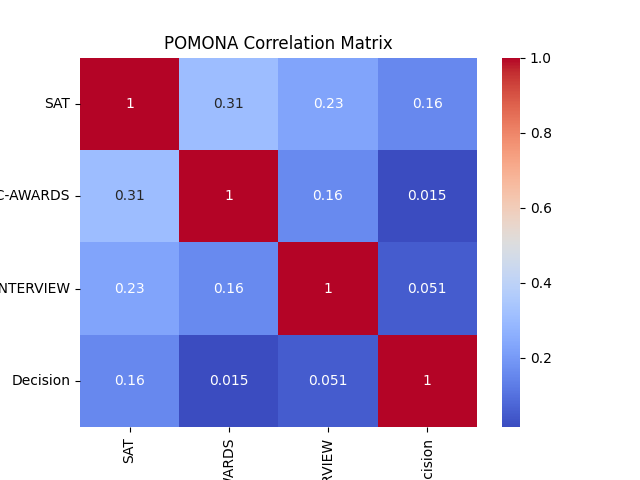 POMONA Correlation Matrix
SAT
1
0.31
0.23
0.16
C-AWARDS
0.31
1
0.16
0.015
NTERVIEW
0.23
0.16
1
0.051
Decision
0.16
0.015
0.051
1
SAT
WARDS
RVIEW
cision
1.0
0.8
0.6
0.4
0.2